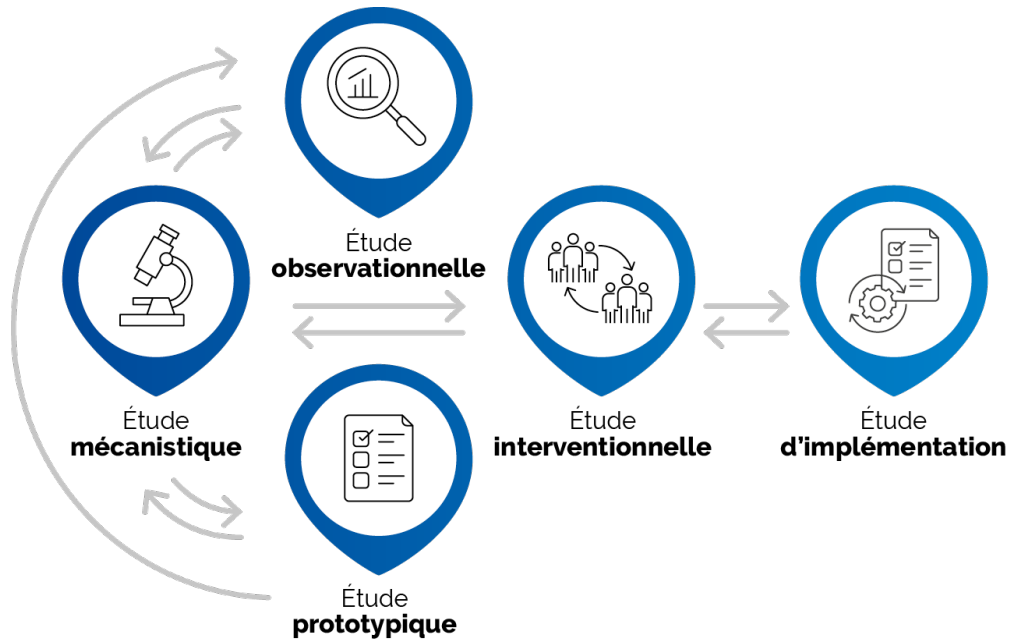 Étude
observationnelle
Étude
mécanistique
Étude
interventionnelle
Étude
d’implémentation
Étude
prototypique